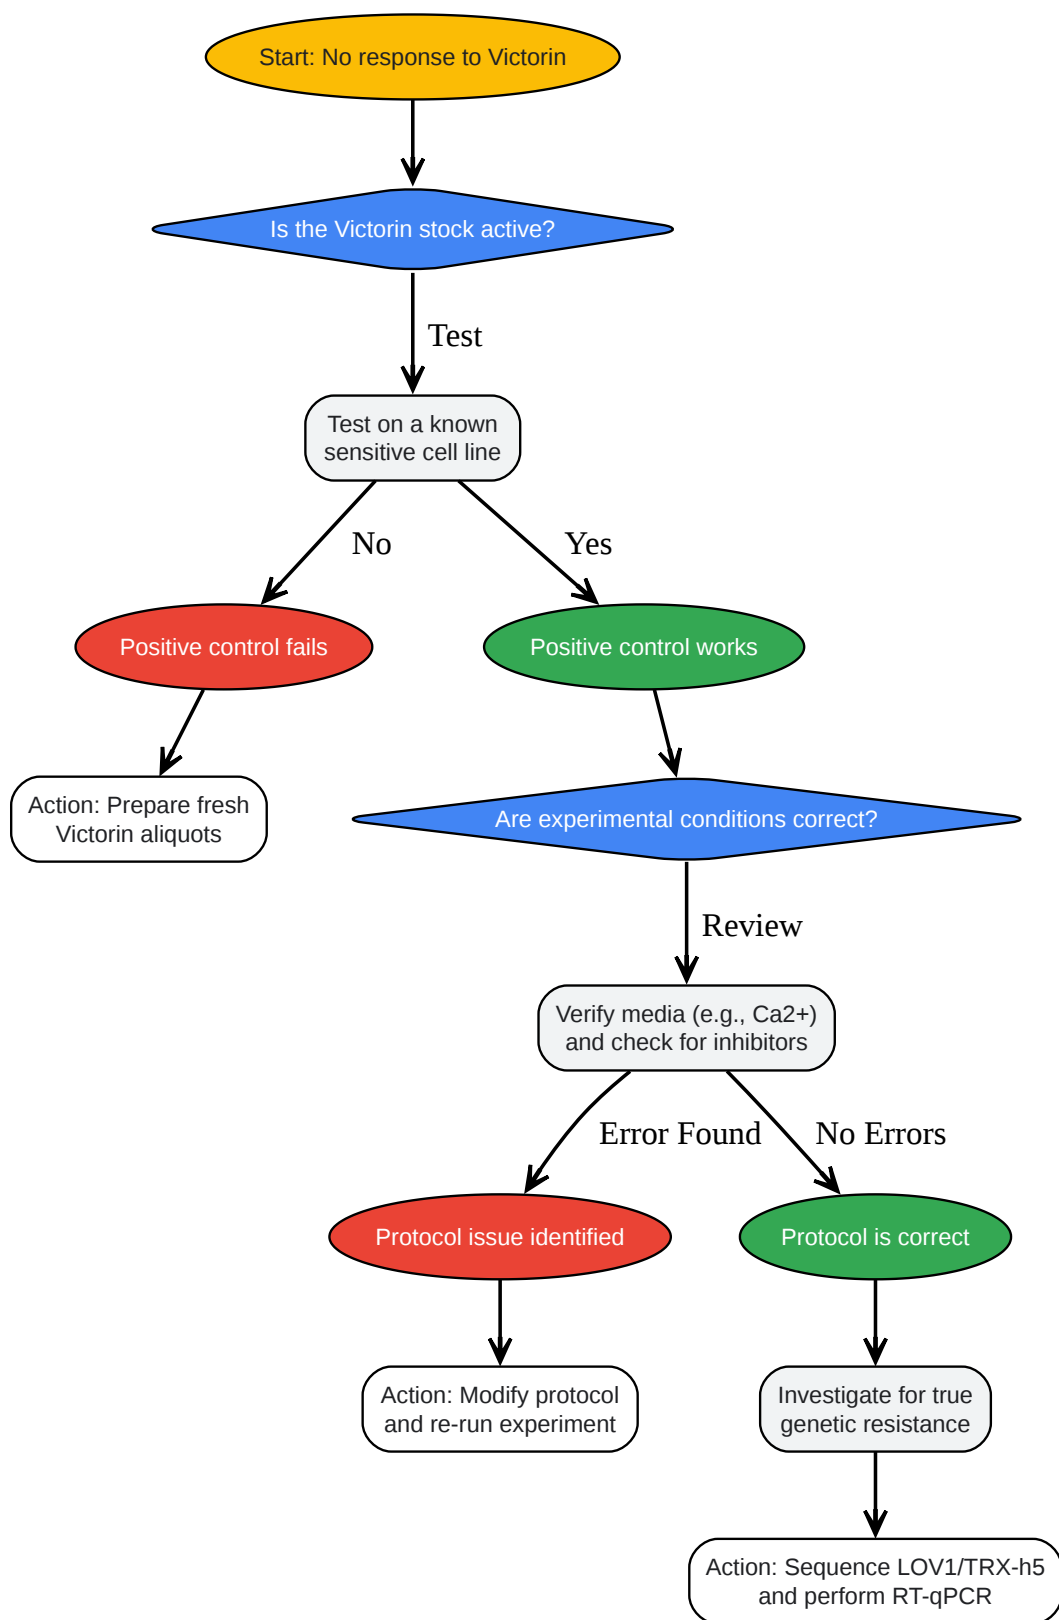 Start: No response to Victorin
Is the Victorin stock active?
Test
Test on a known
sensitive cell line
No
Yes
Positive control fails
Positive control works
Action: Prepare fresh
Victorin aliquots
Are experimental conditions correct?
Review
Verify media (e.g., Ca2+)
and check for inhibitors
Error Found
No Errors
Protocol issue identified
Protocol is correct
Action: Modify protocol
and re-run experiment
Investigate for true
genetic resistance
Action: Sequence LOV1/TRX-h5
and perform RT-qPCR